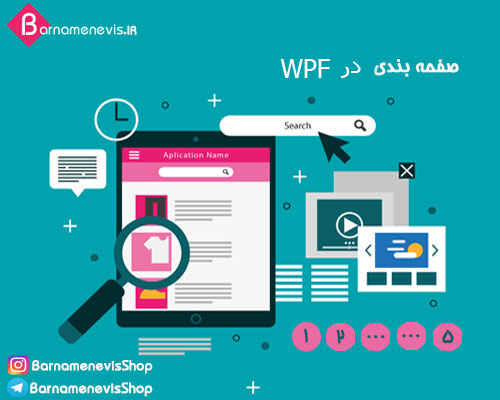 Barnamenevis.IR
صفحه بندی در WPF
Search
Aplication Name
۱ ۲ ... ... ۵
BarnamenevisShop
BarnamenevisShop